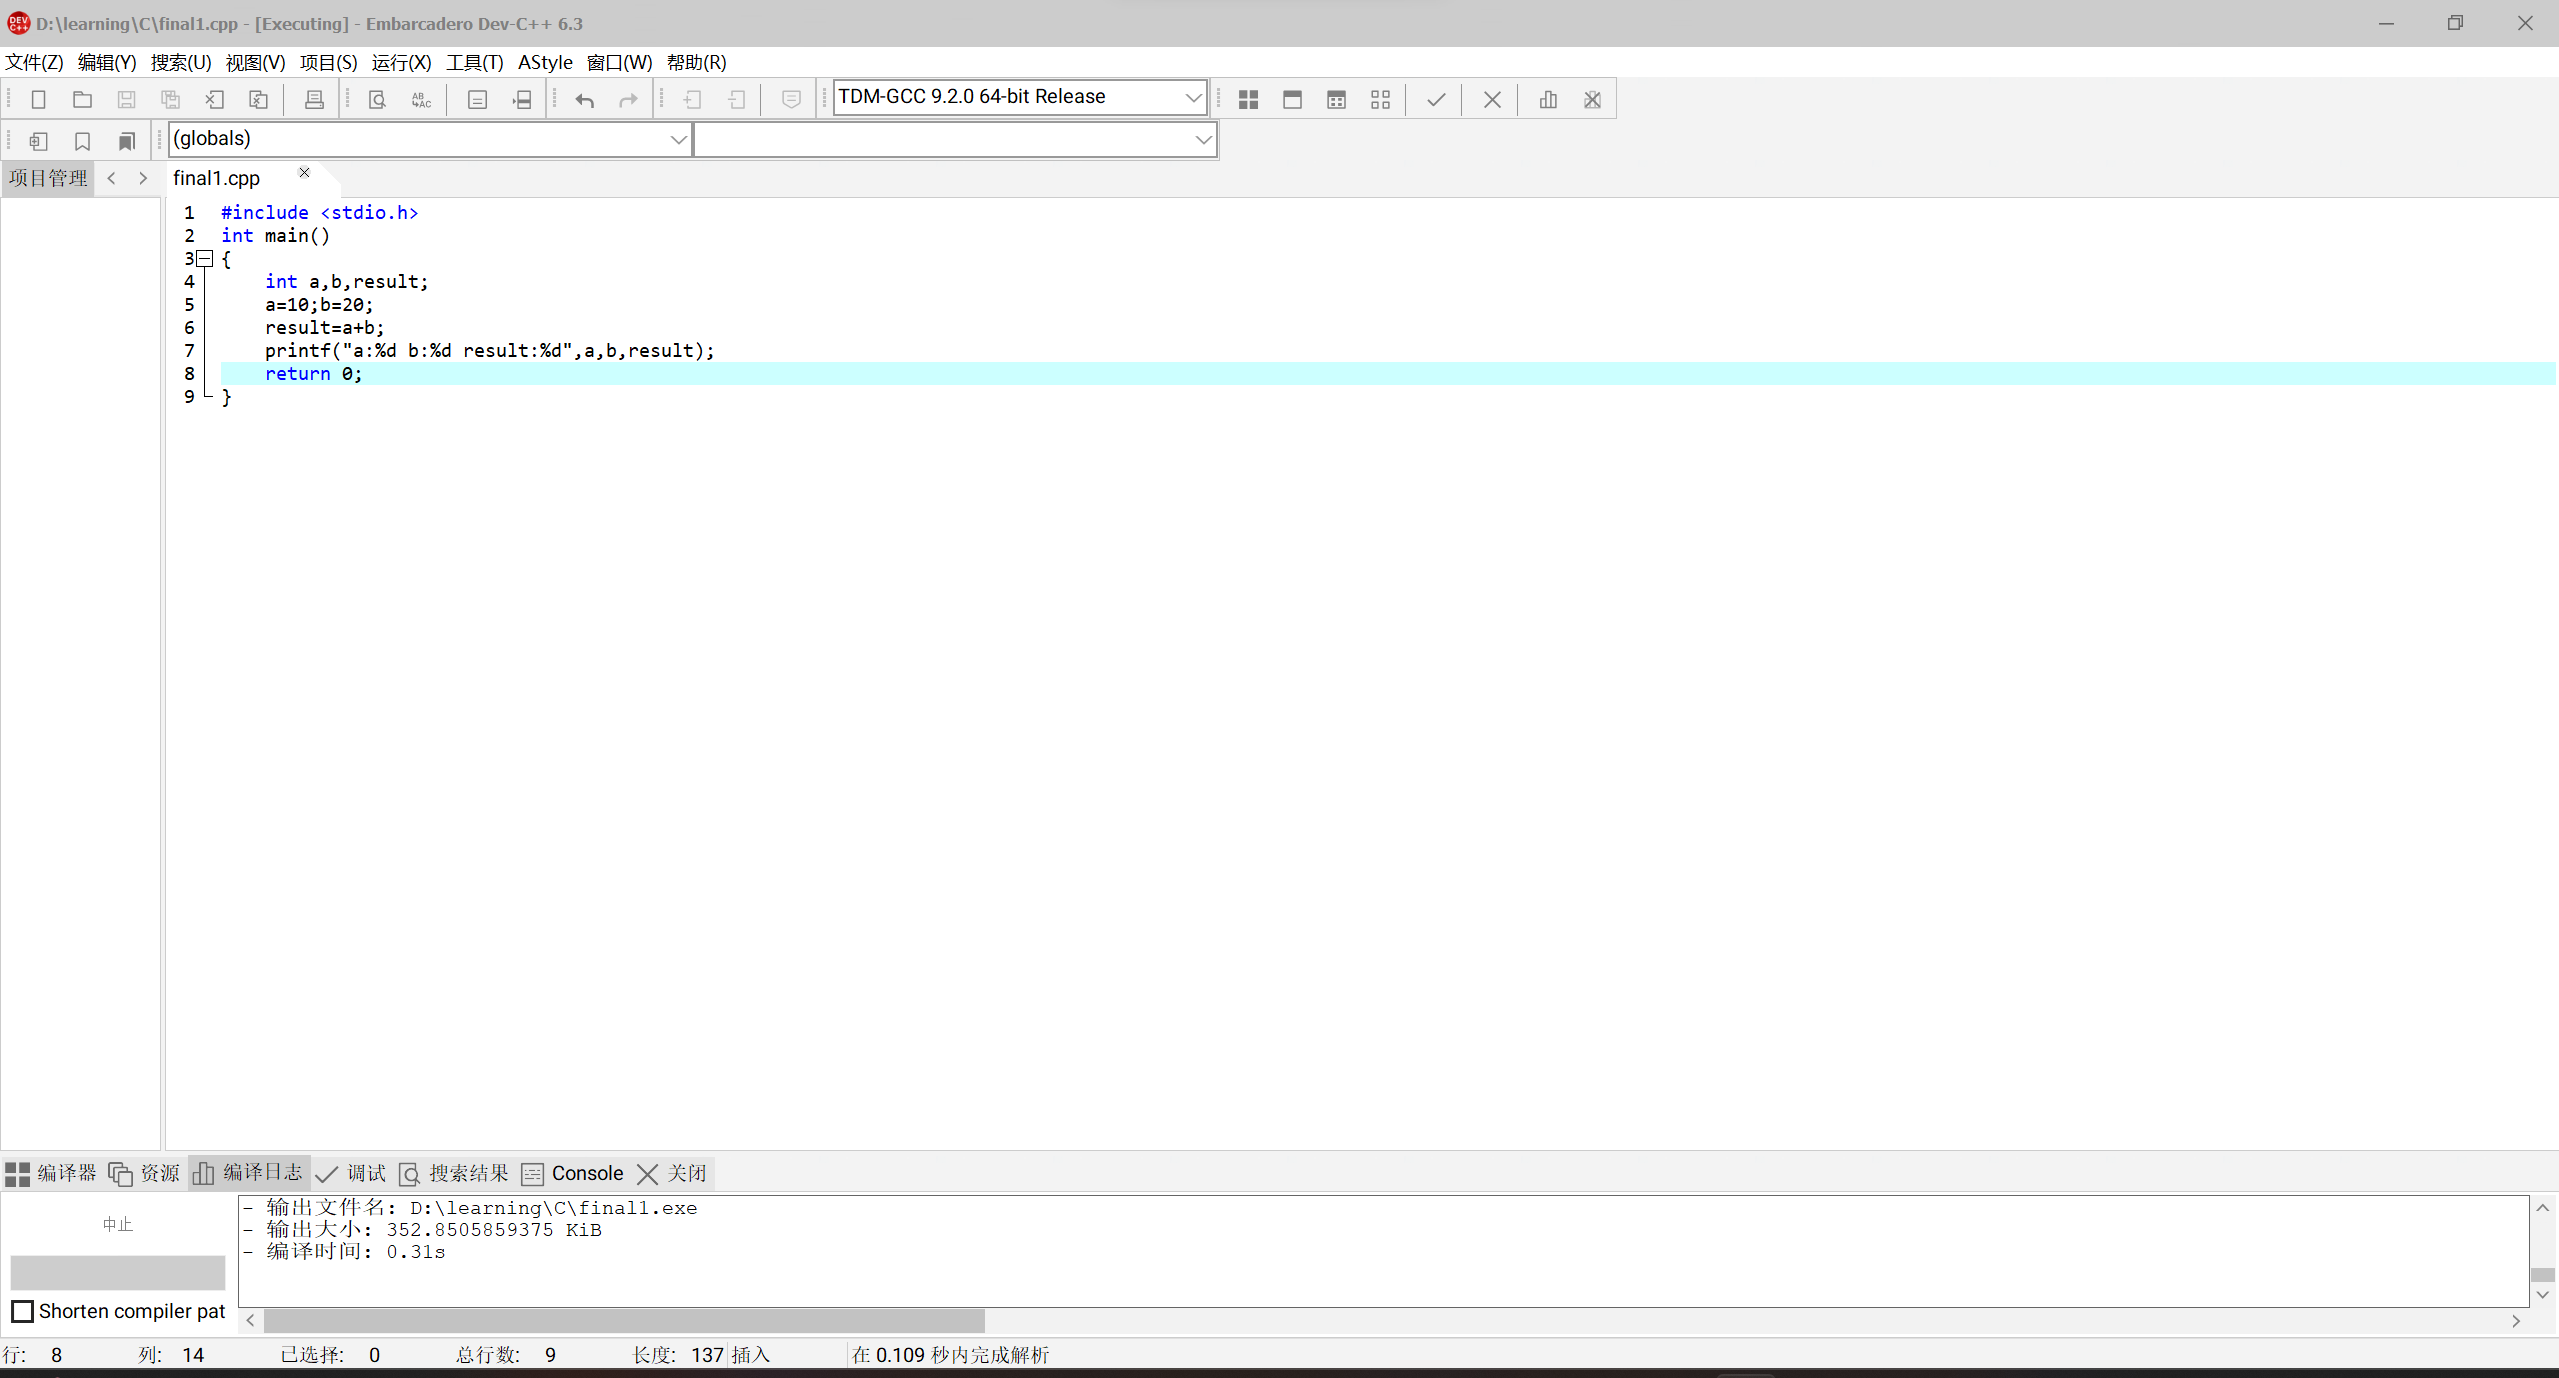 D:\learning\C\final1.cpp - [Executing] - Embarcadero Dev-C++ 6.3
文件(Z) 编辑(Y) 搜索(U) 视图(V) 项目(S) 运行(X) 工具(T) AStyle 窗口(W) 帮助(R)
TDM-GCC 9.2.0 64-bit Release
(globals)
项目管理 final1.cpp
1 #include <stdio.h>
2 int main()
3 {
4     int a,b,result;
5     a=10;b=20;
6     result=a+b;
7     printf("a:%d b:%d result:%d",a,b,result);
8     return 0;
9 }
编译器 资源 编译日志 调试 搜索结果 Console 关闭
中止
Shorten compiler pat
- 输出文件名: D:\learning\C\final1.exe
- 输出大小: 352.8505859375 KiB
- 编译时间: 0.31s
行: 8 列: 14 已选择: 0 总行数: 9 长度: 137 插入 在 0.109 秒内完成解析